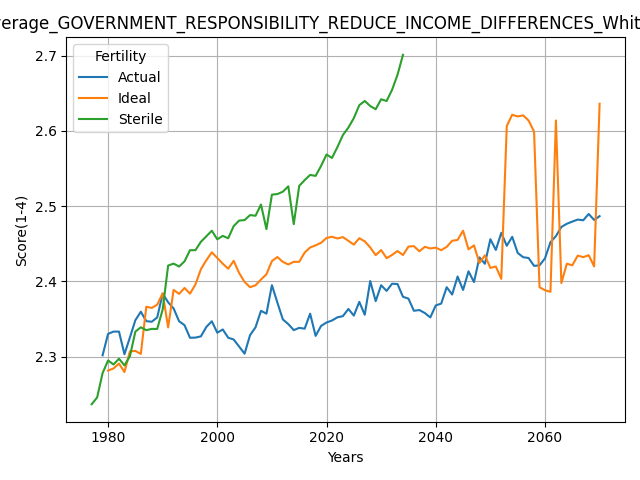 verage_GOVERNMENT_RESPONSIBILITY_REDUCE_INCOME_DIFFERENCES_Whit
Fertility
Actual
Ideal
Sterile
2.7
2.6
2.5
2.4
2.3
Score(1-4)
1980 2000 2020 2040 2060
Years